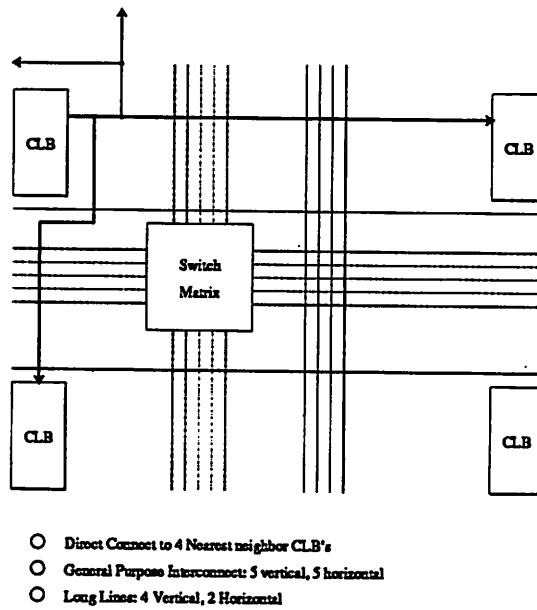 CLB
CLB
Switch
Matrix
CLB
CLB
Direct Connect to 4 Nearest neighbor CLB's
General Purpose Interconnect: 5 vertical, 5 horizontal
Long Lines: 4 Vertical, 2 Horizontal